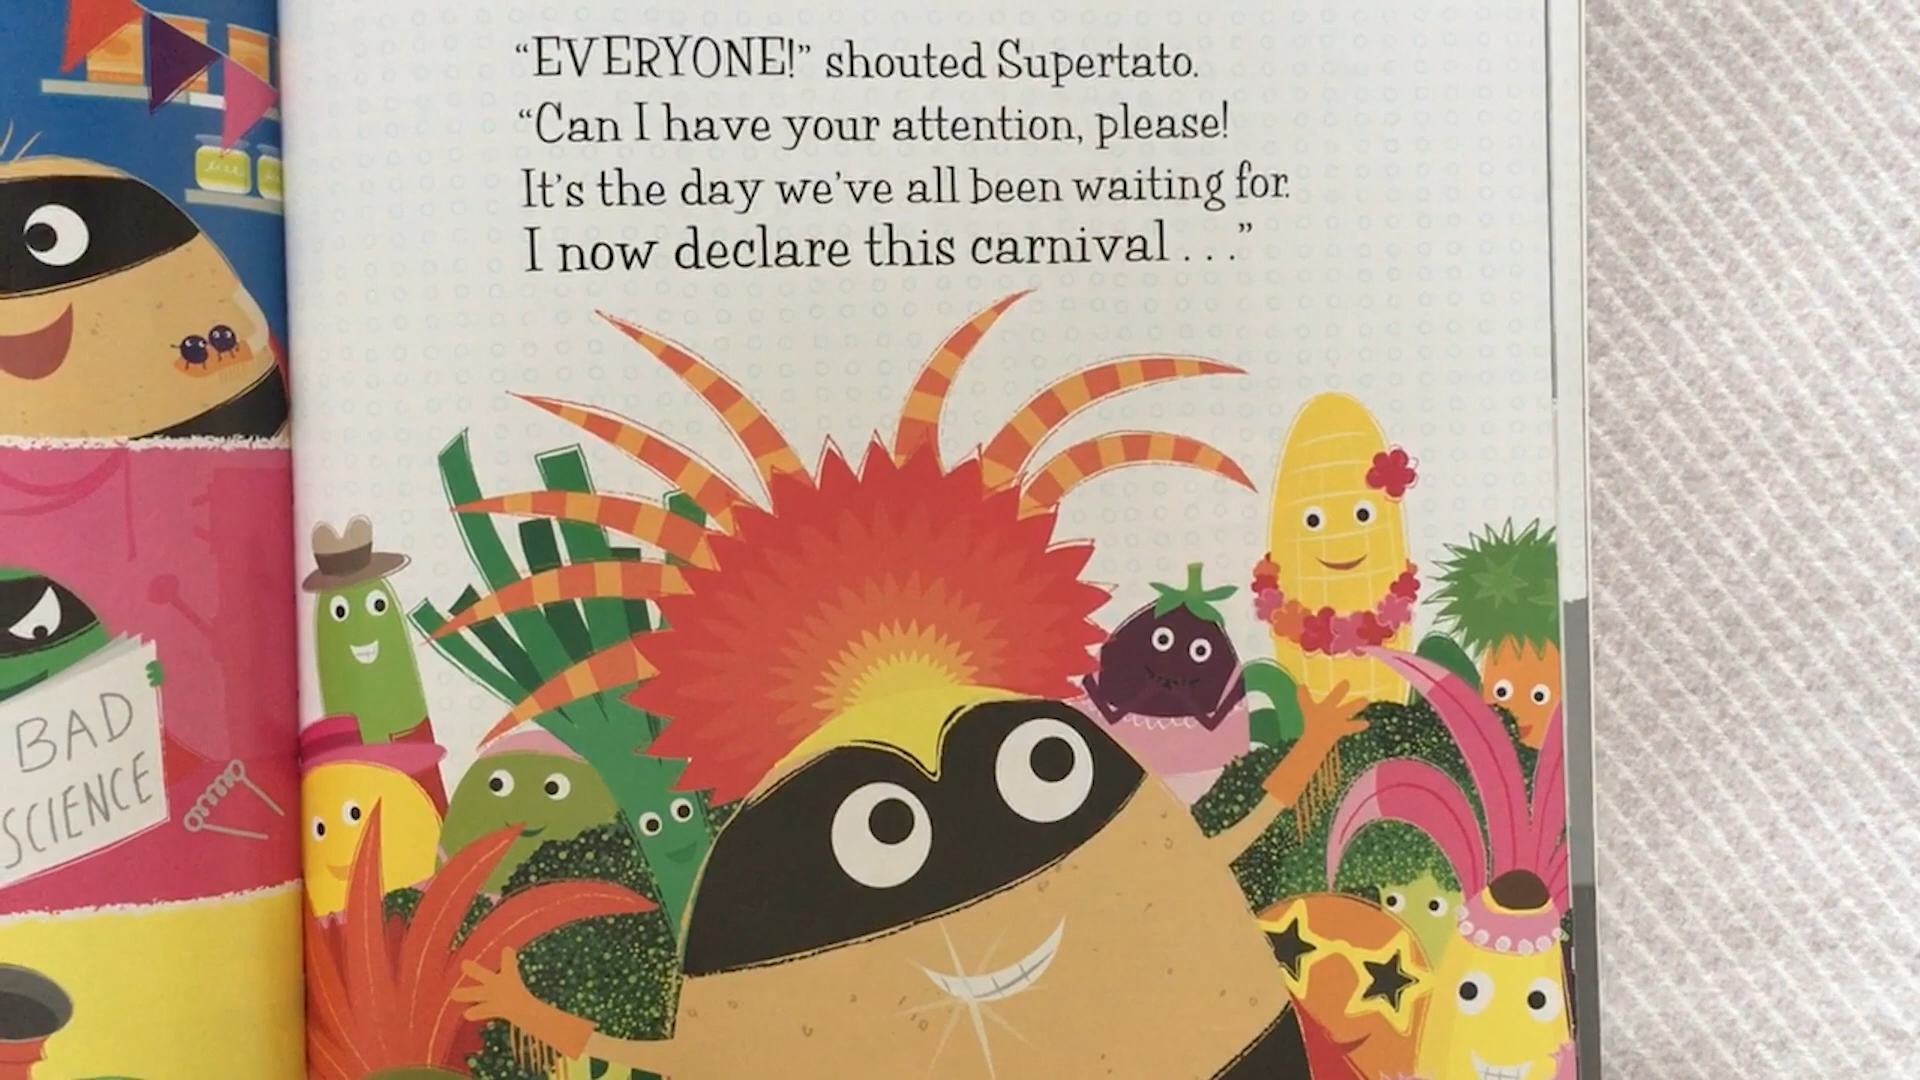 BAD
SCIENCE
“EVERYONE!” shouted Supertato.
“Can I have your attention, please!
It’s the day we’ve all been waiting for.
I now declare this carnival . . .”